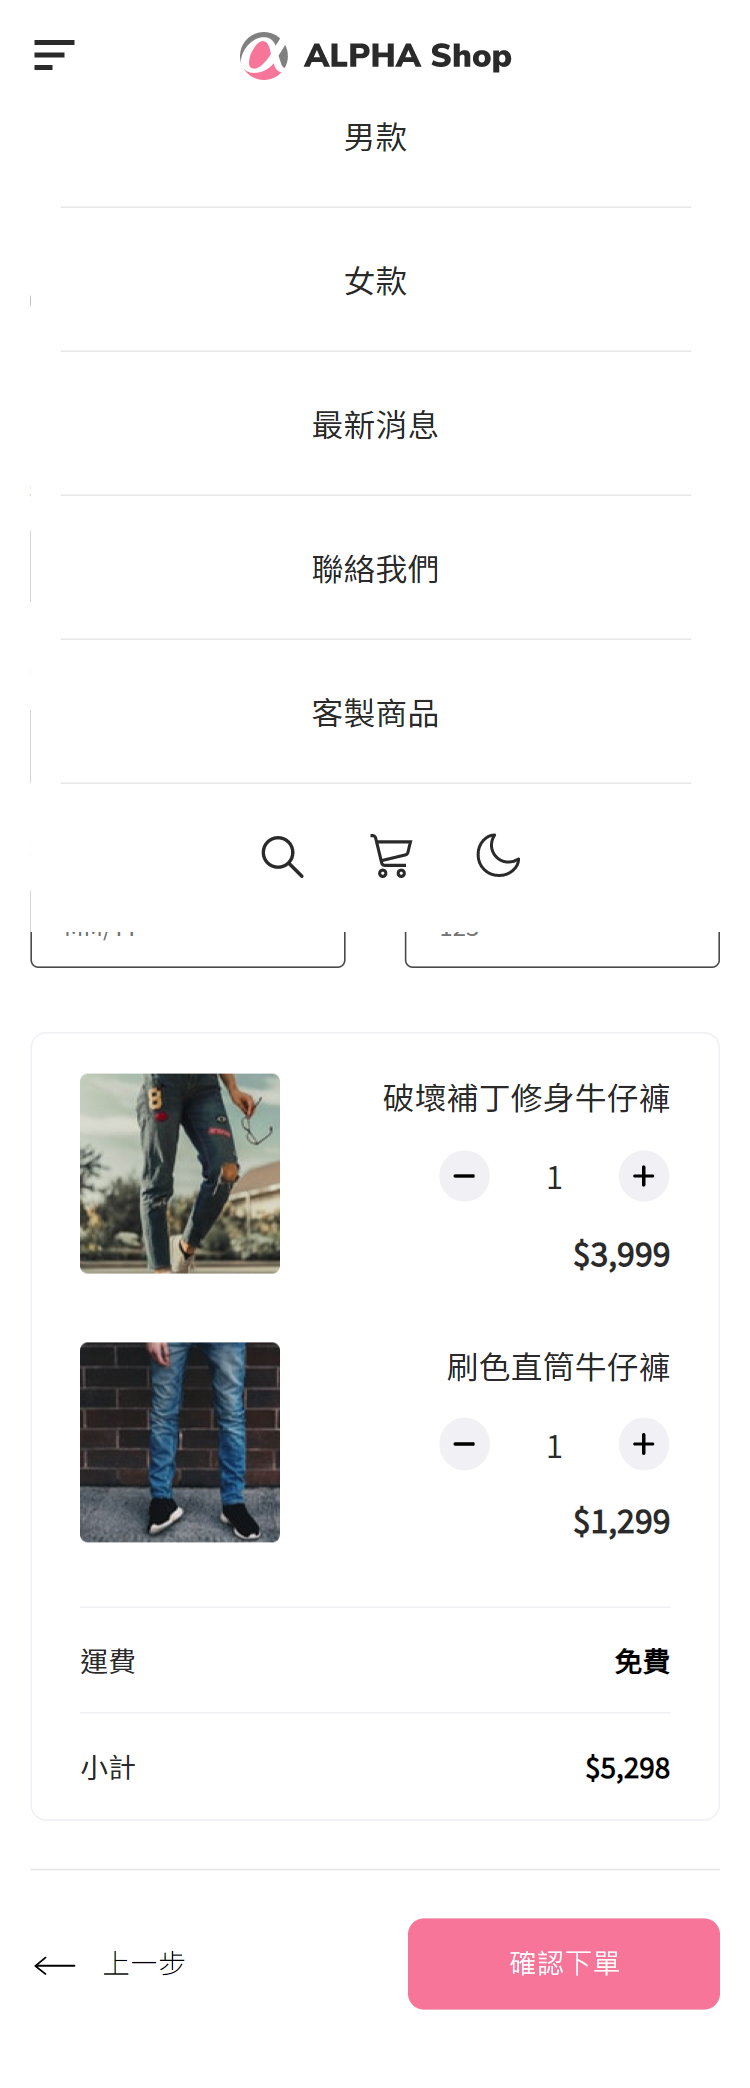 ALPHA Shop
男款
女款
最新消息
聯絡我們
客製商品
破壞補丁修身牛仔褲
1
$3,999
刷色直筒牛仔褲
1
$1,299
運費
免費
小計
$5,298
上一步
確認下單